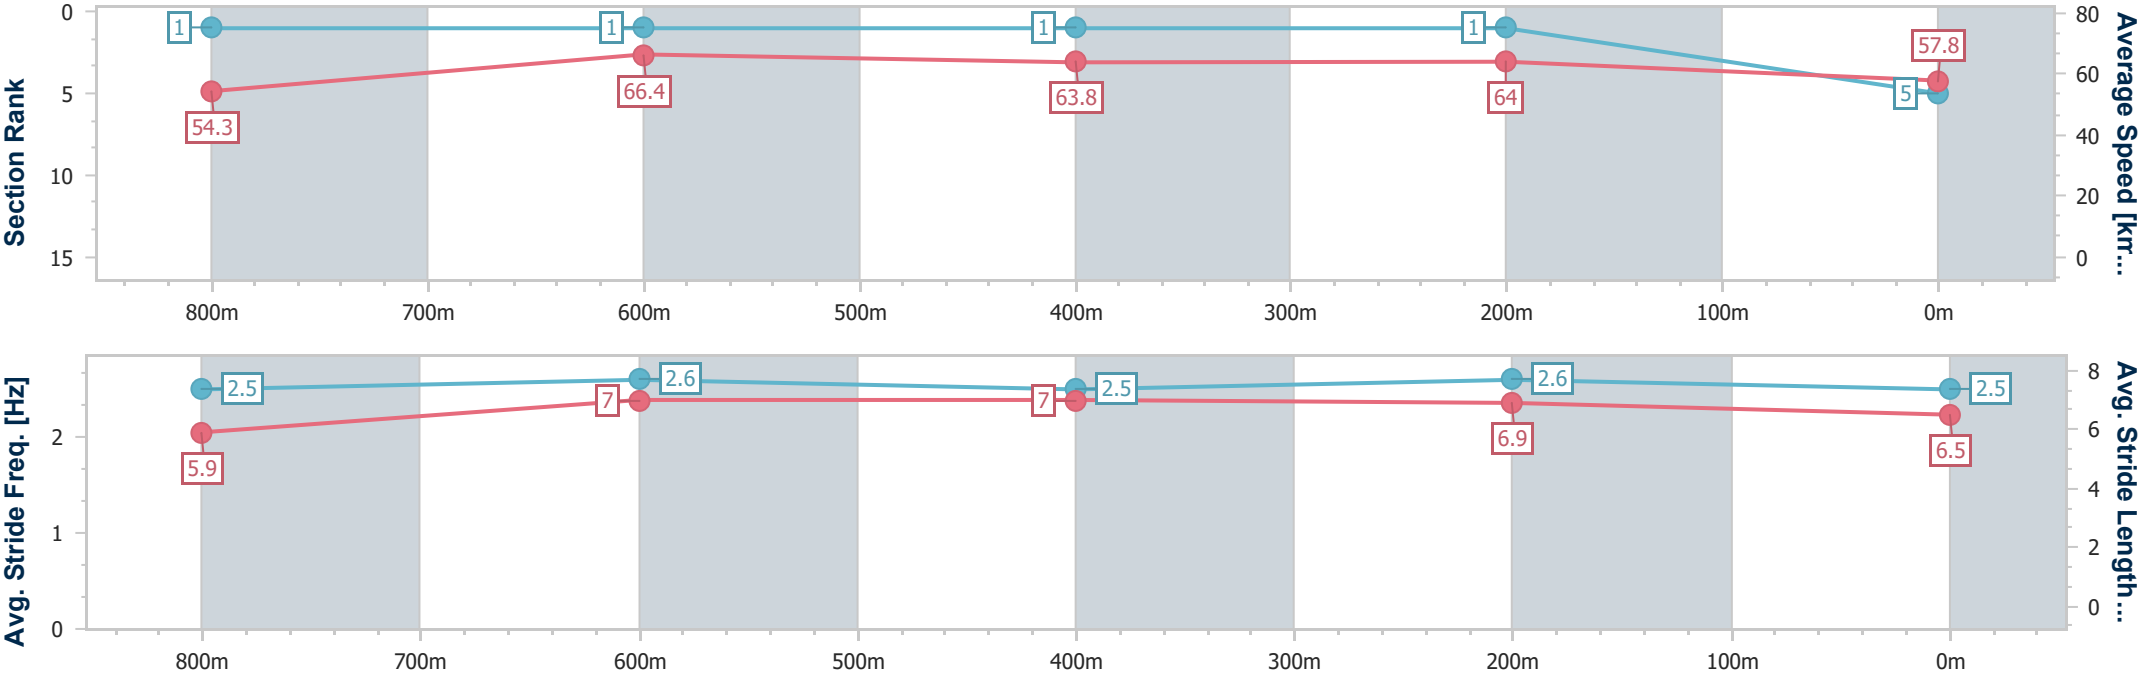 Section Rank
0
5
10
15
1
1
1
1
5
54.3
66.4
63.8
64
57.8
80
60
40
20
0
Average Speed [km...
800m
700m
600m
500m
400m
300m
200m
100m
0m
Avg. Stride Freq. [Hz]
2
1
0
2.5
2.6
2.5
2.6
2.5
5.9
7
7
6.9
6.5
8
6
4
2
0
Avg. Stride Length...
800m
700m
600m
500m
400m
300m
200m
100m
0m